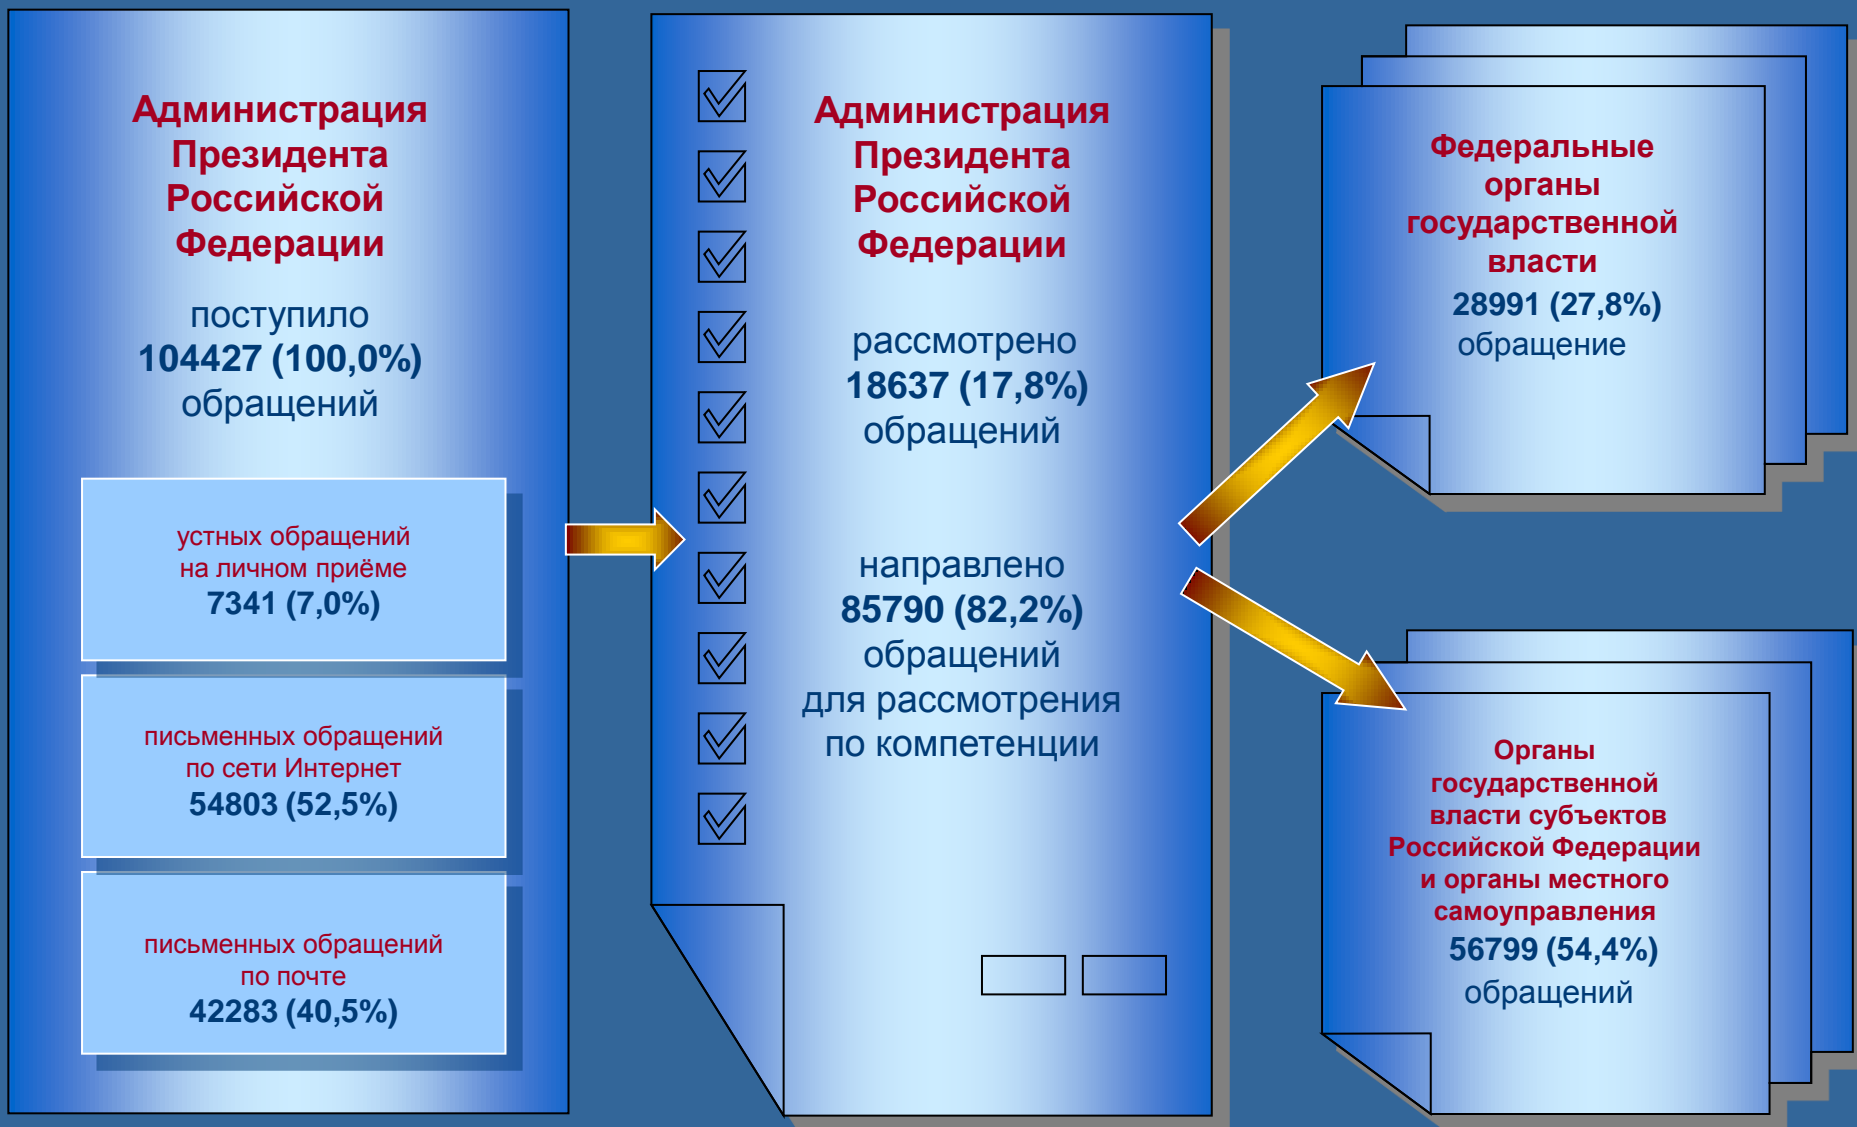 Администрация
Президента
Российской
Федерации
поступило
104427 (100,0%)
обращений
устных обращений
на личном приёме
7341 (7,0%)
письменных обращений
по сети Интернет
54803 (52,5%)
письменных обращений
по почте
42283 (40,5%)
Администрация
Президента
Российской
Федерации
рассмотрено
18637 (17,8%)
обращений
направлено
85790 (82,2%)
обращений
для рассмотрения
по компетенции
Федеральные
органы
государственной
власти
28991 (27,8%)
обращение
Органы
государственной
власти субъектов
Российской Федерации
и органы местного
самоуправления
56799 (54,4%)
обращений